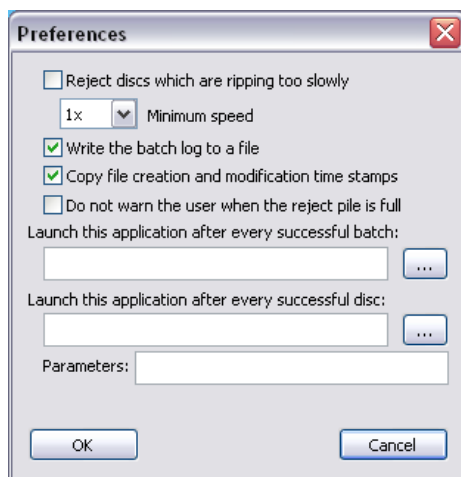 Preferences
Reject discs which are ripping too slowly
1x Minimum speed
Write the batch log to a file
Copy file creation and modification time stamps
Do not warn the user when the reject pile is full
Launch this application after every successful batch:
...
Launch this application after every successful disc:
...
Parameters:
OK Cancel